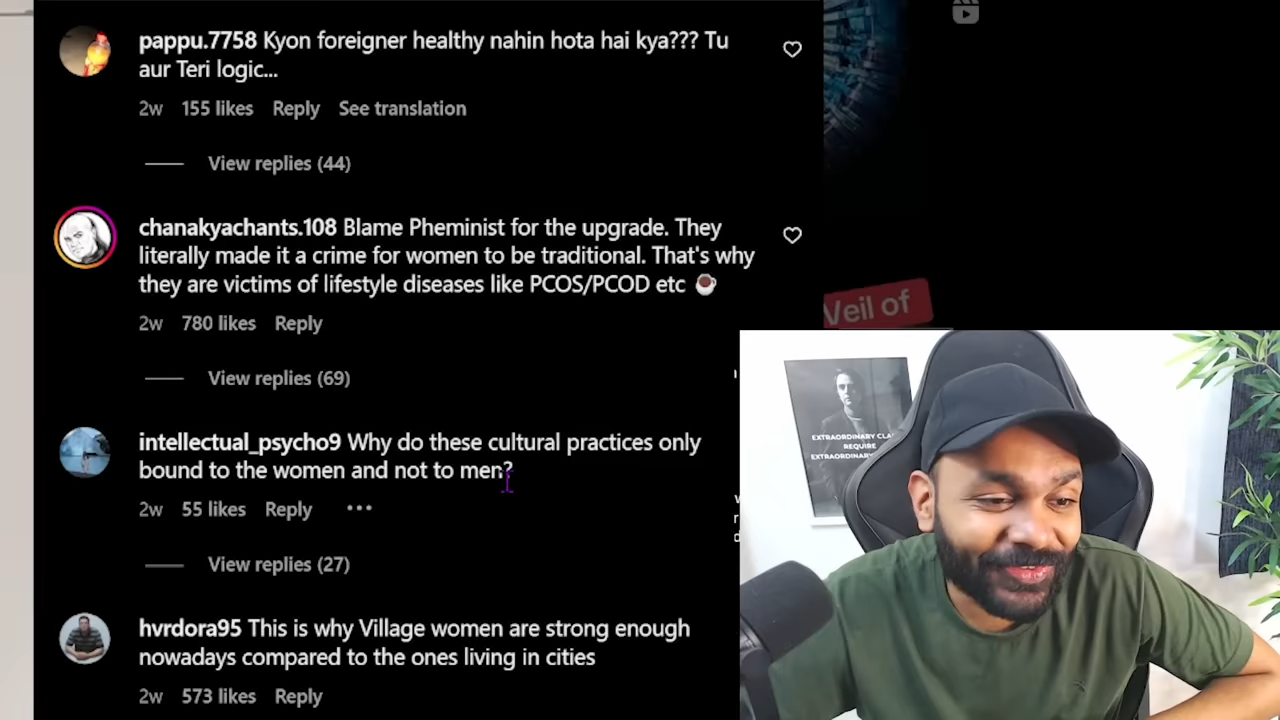 pappu.7758 Kyon foreigner healthy nahin hota hai kya??? Tu
aur Teri logic...
2w 155 likes Reply See translation
View replies (44)
chanakyachants.108 Blame Pheminist for the upgrade. They
literally made it a crime for women to be traditional. That's why
they are victims of lifestyle diseases like PCOS/PCOD etc ☕
2w 780 likes Reply
View replies (69)
Veil of
intellectual_psycho9 Why do these cultural practices only
bound to the women and not to men?
2w 55 likes Reply •••
View replies (27)
hvrdora95 This is why Village women are strong enough
nowadays compared to the ones living in cities
2w 573 likes Reply
EXTRAORDINARY
REQUIRE
EXTRAORDINARY